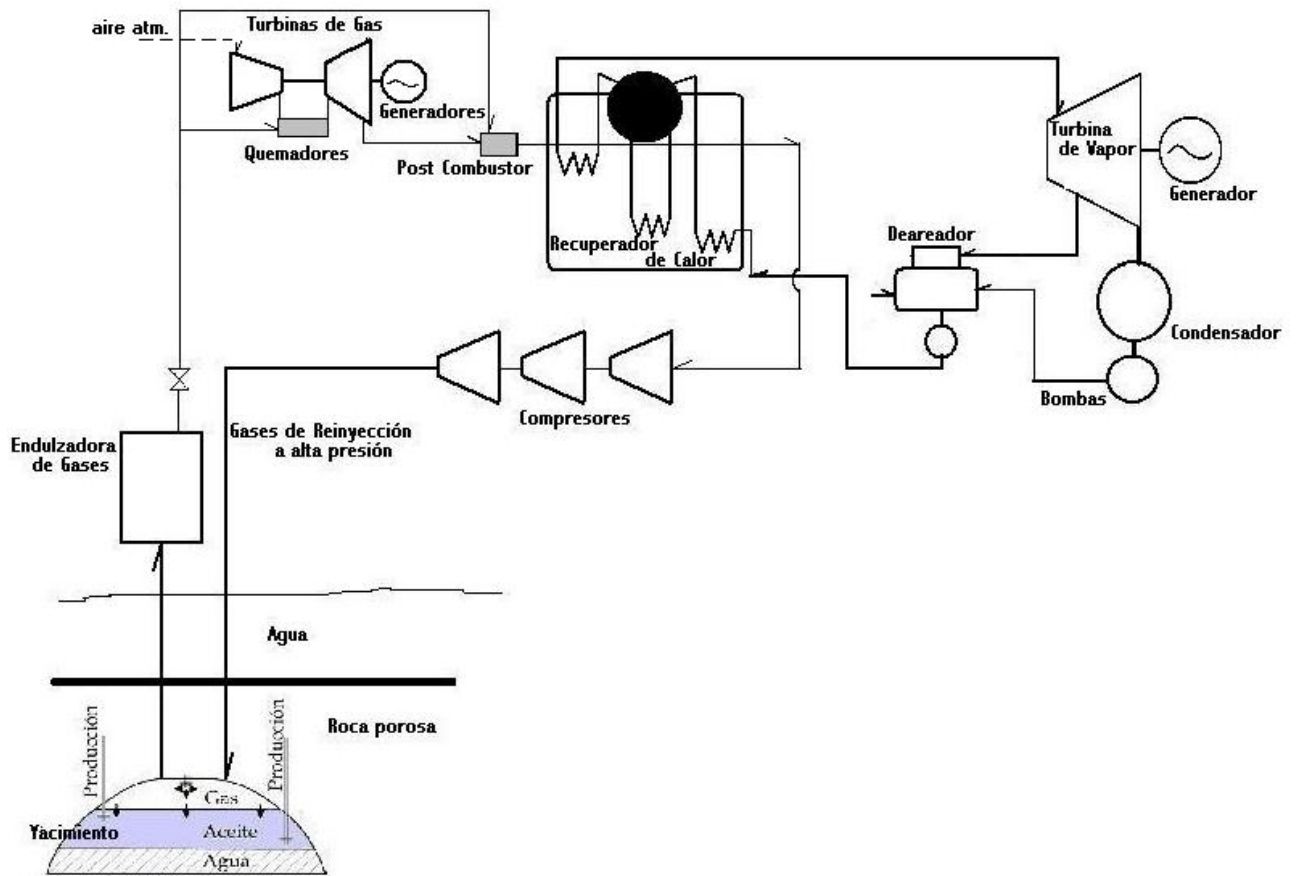 aire atm.
Turbinas de Gas
Generadores
Quemadores
Post Combustor
Turbina
de Vapor
Generador
Recuperador
de Calor
Deareador
Condensador
Bombas
Compresores
Endulzadora
de Gases
Gases de Reinyección
a alta presión
Agua
Roca porosa
Producción
Producción
Gas
Yacimiento
Aceite
Agua